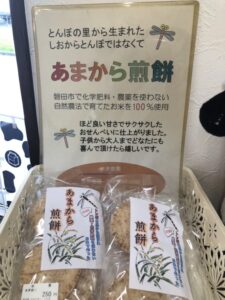 とんぼの里から生まれた
しおからとんぼではなくて
あまから煎餅
磐田市で化学肥料・農薬を使わない
自然農法で育てたお米を100%使用
ほど良い甘さでサクサクした
おせんべいに仕上がりました。
子供から大人までどなたにも
喜んで頂けたら嬉しいです。
あまから
煎餅
あまから
煎餅
250